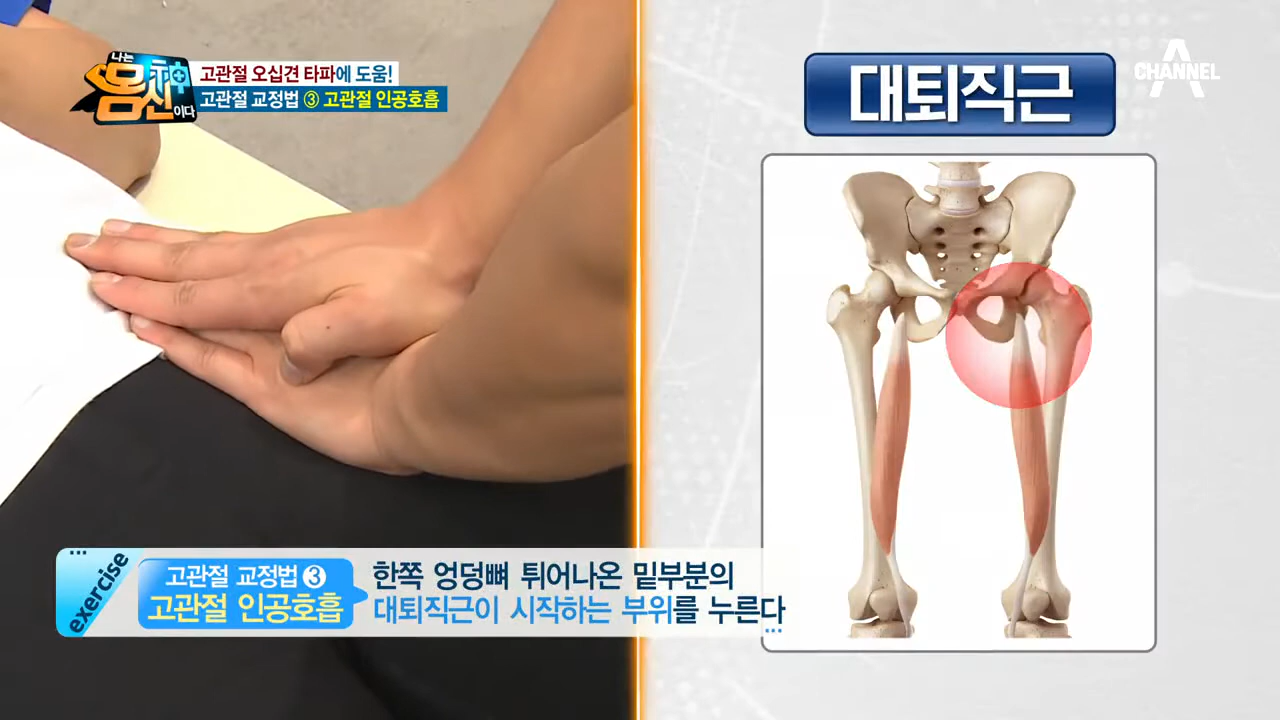 나는
몸신神
이다
고관절 오십견 타파에 도움!
고관절 교정법 ③ 고관절 인공호흡
대퇴직근
CHANNEL A
exercise
고관절 교정법 ③
고관절 인공호흡
한쪽 엉덩뼈 튀어나온 밑부분의
대퇴직근이 시작하는 부위를 누른다